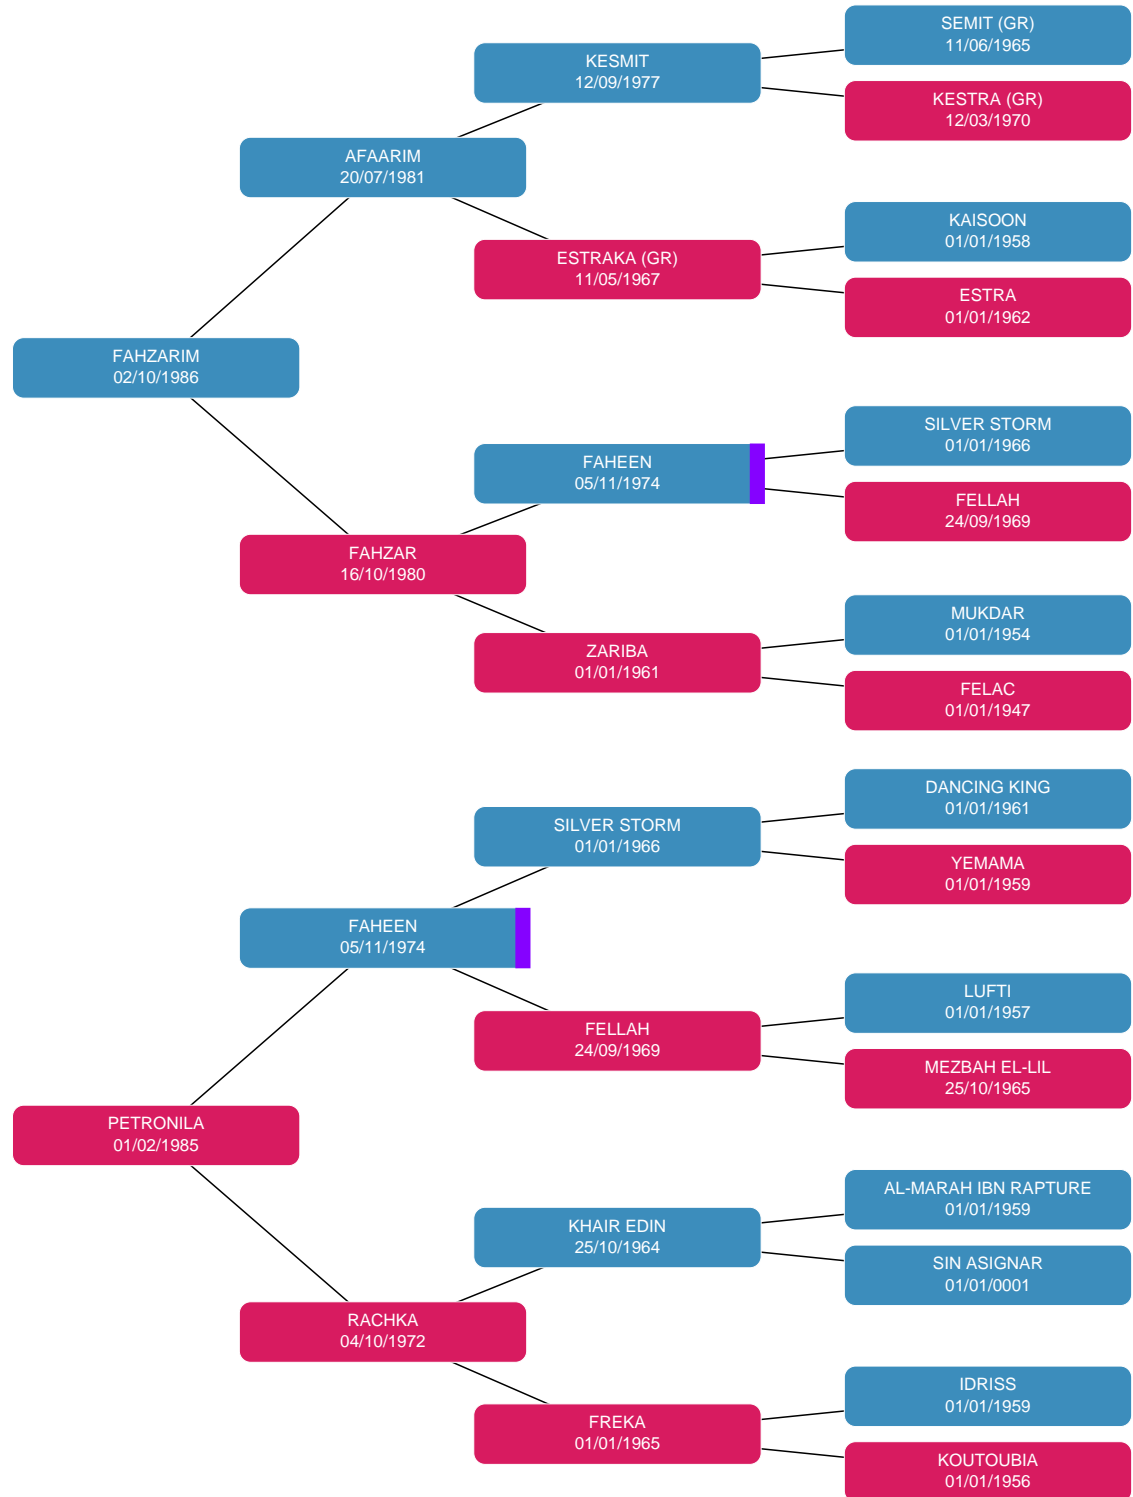 SEMIT (GR)
11/06/1965
KESMIT
12/09/1977
KESTRA (GR)
12/03/1970
AFAARIM
20/07/1981
KAISOON
01/01/1958
ESTRAKA (GR)
11/05/1967
ESTRA
01/01/1962
FAHZARIM
02/10/1986
SILVER STORM
01/01/1966
FAHEEN
05/11/1974
FELLAH
24/09/1969
FAHZAR
16/10/1980
MUKDAR
01/01/1954
ZARIBA
01/01/1961
FELAC
01/01/1947
DANCING KING
01/01/1961
SILVER STORM
01/01/1966
YEMAMA
01/01/1959
FAHEEN
05/11/1974
LUFTI
01/01/1957
FELLAH
24/09/1969
MEZBAH EL-LIL
25/10/1965
PETRONILA
01/02/1985
AL-MARAH IBN RAPTURE
01/01/1959
KHAIR EDIN
25/10/1964
SIN ASIGNAR
01/01/0001
RACHKA
04/10/1972
IDRISS
01/01/1959
FREKA
01/01/1965
KOUTOUBIA
01/01/1956